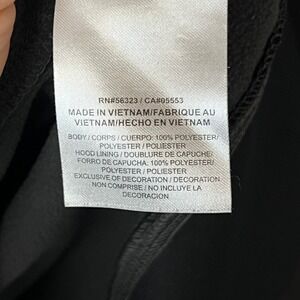 RN#56323 / CA#05553
MADE IN VIETNAM/FABRIQUE AU
VIETNAM/HECHO EN VIETNAM
BODY / CORPS / CUERPO: 100% POLYESTER/
POLYESTER / POLIESTER
HOOD LINING / DOUBLURE DE CAPUCHE/
FORRO DE CAPUCHA: 100% POLYESTER/
POLYESTER / POLIESTER
EXCLUSIVE OF DECORATION / DECORATION
NON COMPRISE / NO INCLUYE LA
DECORACION